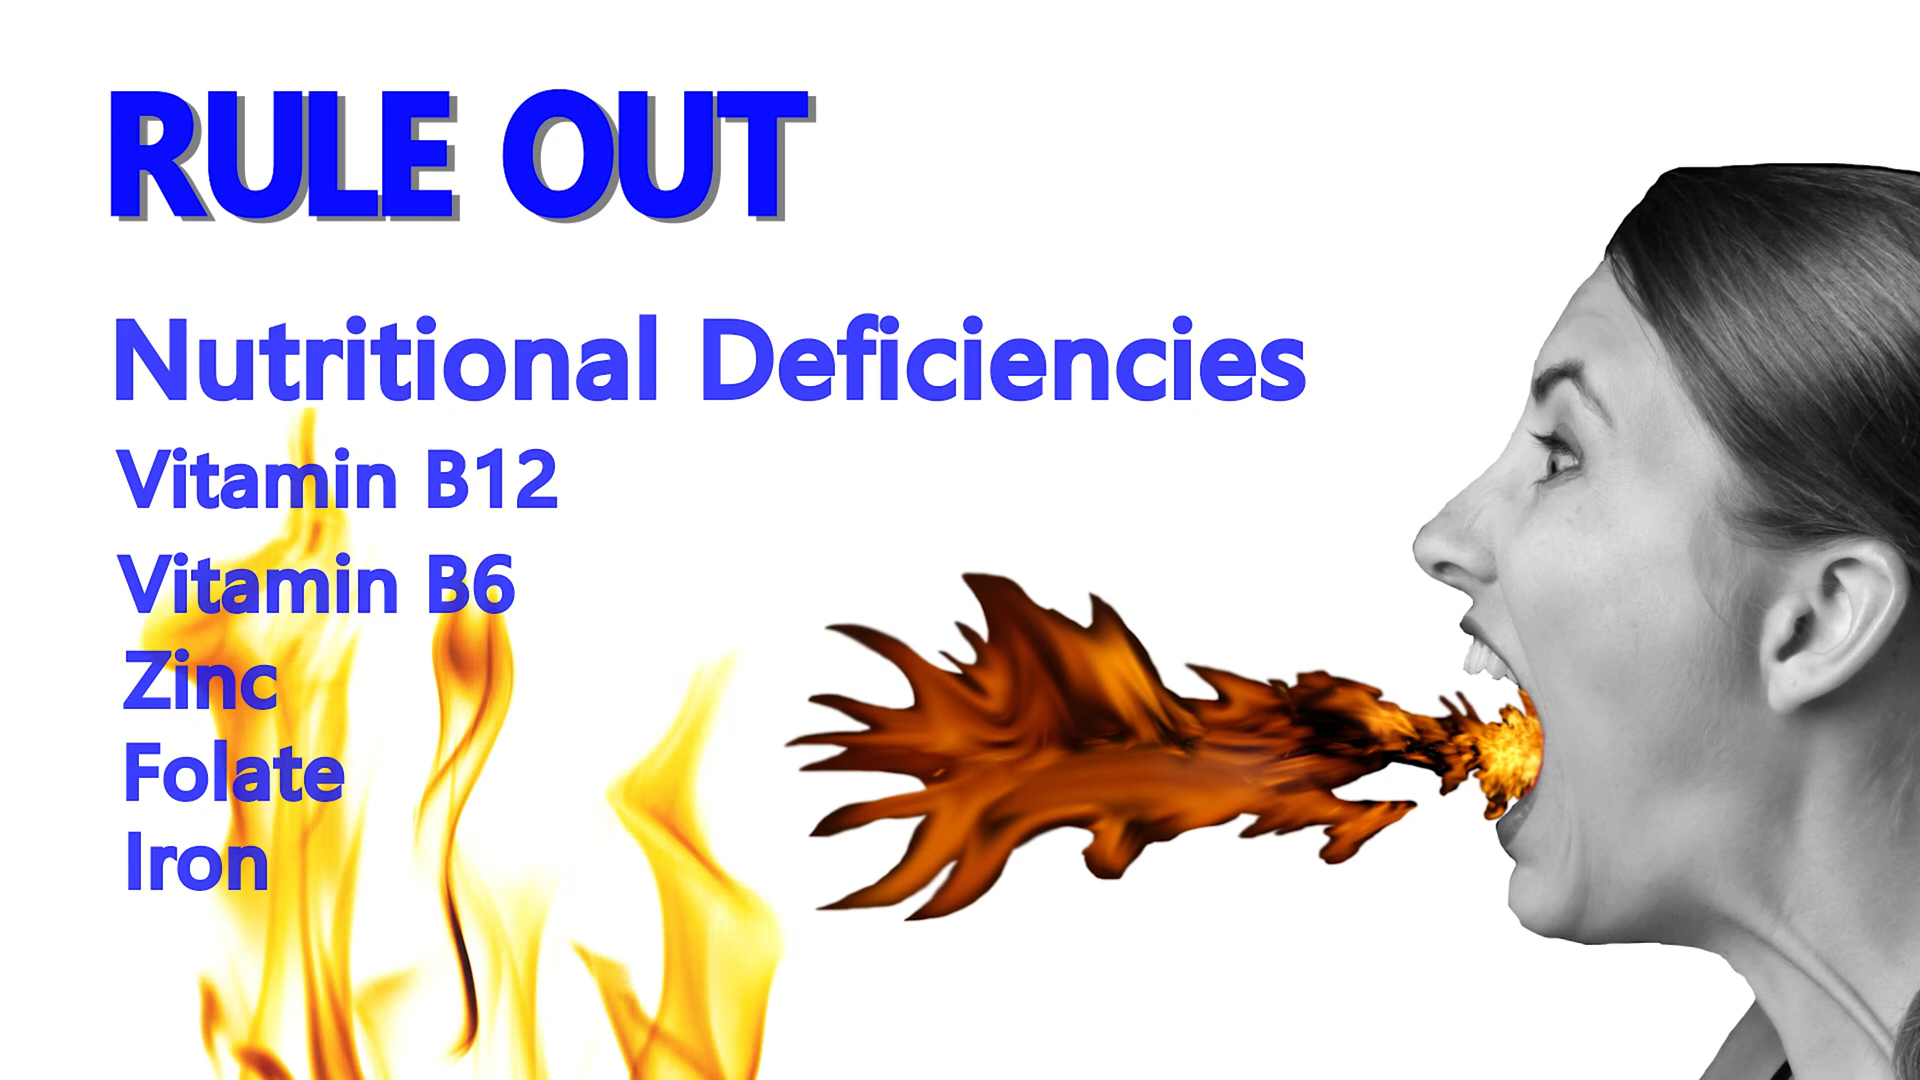 RULE OUT
Nutritional Deficiencies
Vitamin B12
Vitamin B6
Zinc
Folate
Iron